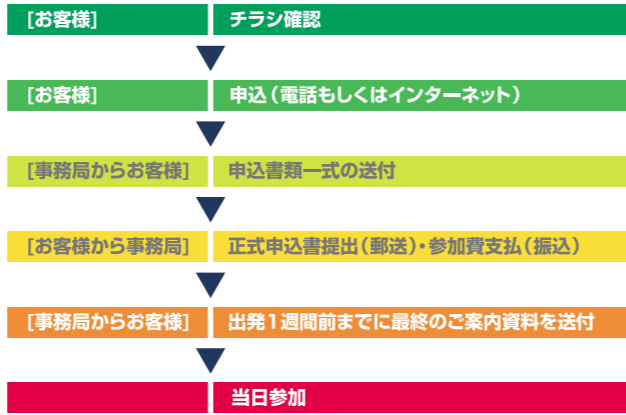 [お客様] チラシ確認
[お客様] 申込(電話もしくはインターネット)
[事務局からお客様] 申込書類一式の送付
[お客様から事務局] 正式申込書提出(郵送)・参加費支払(振込)
[事務局からお客様] 出発1週間前までに最終のご案内資料を送付
当日参加